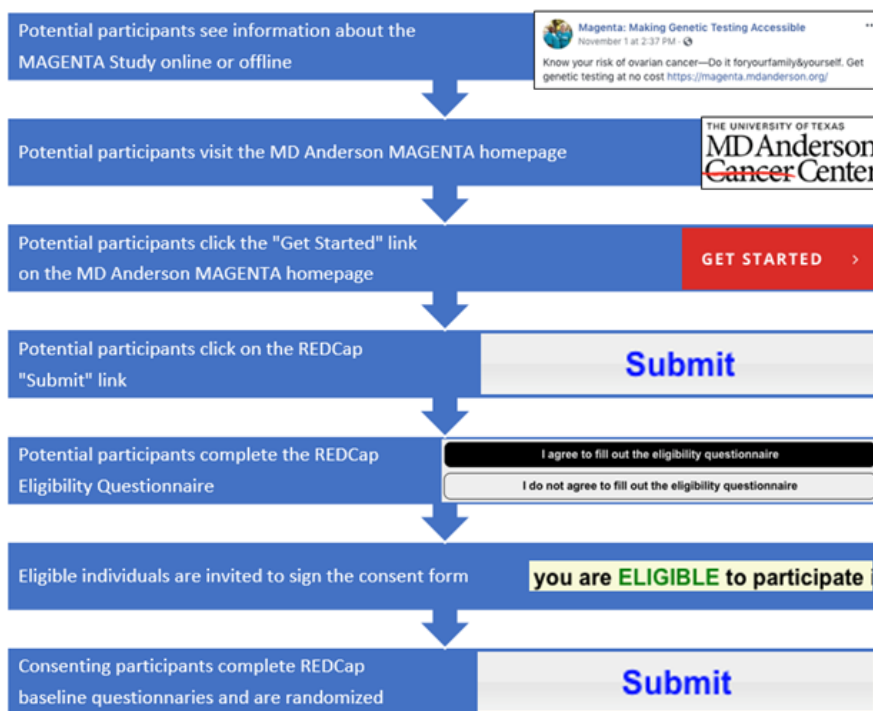 Potential participants see information about the
MAGENTA Study online or offline
Magenta: Making Genetic Testing Accessible
November 1 at 2:37 PM ·
Know your risk of ovarian cancer—Do it foryourfamily&yourself. Get
genetic testing at no cost https://magenta.mdanderson.org/
Potential participants visit the MD Anderson MAGENTA homepage
THE UNIVERSITY OF TEXAS
MD Anderson
Cancer Center
Potential participants click the "Get Started" link
on the MD Anderson MAGENTA homepage
GET STARTED >
Potential participants click on the REDCap
"Submit" link
Submit
Potential participants complete the REDCap
Eligibility Questionnaire
I agree to fill out the eligibility questionnaire
I do not agree to fill out the eligibility questionnaire
Eligible individuals are invited to sign the consent form
you are ELIGIBLE to participate i
Consenting participants complete REDCap
baseline questionnaries and are randomized
Submit